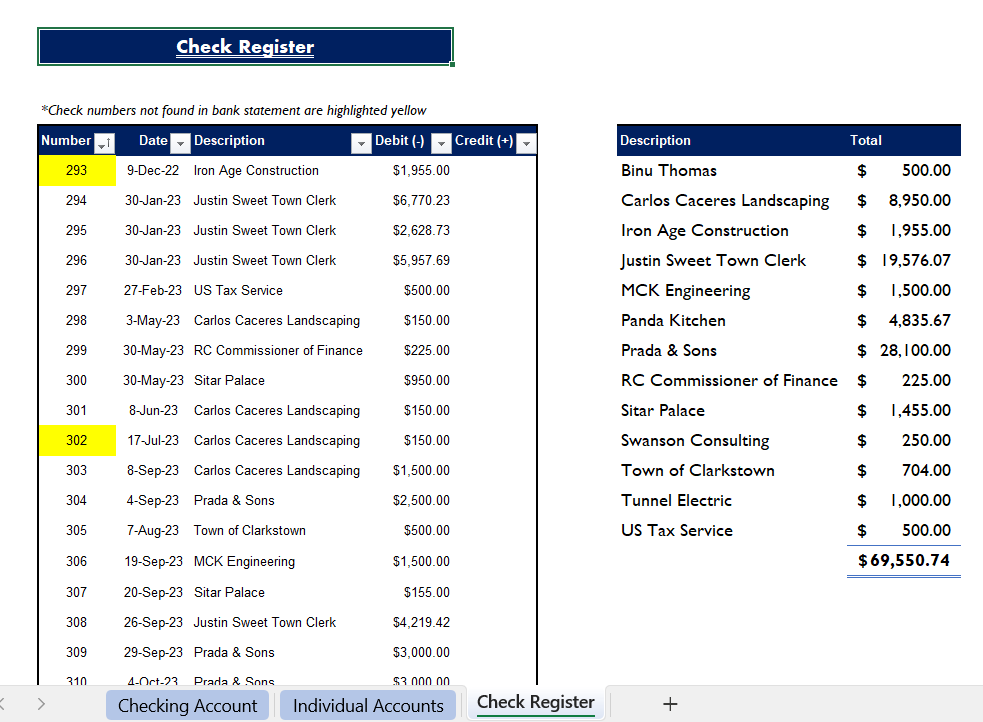 Check Register
*Check numbers not found in bank statement are highlighted yellow
Number Date Description Debit (-) Credit (+)
293 9-Dec-22 Iron Age Construction $1,955.00
294 30-Jan-23 Justin Sweet Town Clerk $6,770.23
295 30-Jan-23 Justin Sweet Town Clerk $2,628.73
296 30-Jan-23 Justin Sweet Town Clerk $5,957.69
297 27-Feb-23 US Tax Service $500.00
298 3-May-23 Carlos Caceres Landscaping $150.00
299 30-May-23 RC Commissioner of Finance $225.00
300 30-May-23 Sitar Palace $950.00
301 8-Jun-23 Carlos Caceres Landscaping $150.00
302 17-Jul-23 Carlos Caceres Landscaping $150.00
303 8-Sep-23 Carlos Caceres Landscaping $1,500.00
304 4-Sep-23 Prada & Sons $2,500.00
305 7-Aug-23 Town of Clarkstown $500.00
306 19-Sep-23 MCK Engineering $1,500.00
307 20-Sep-23 Sitar Palace $155.00
308 26-Sep-23 Justin Sweet Town Clerk $4,219.42
309 29-Sep-23 Prada & Sons $3,000.00
310 4-Oct-23 Prada & Sons $3,000.00
Description Total
Binu Thomas $ 500.00
Carlos Caceres Landscaping $ 8,950.00
Iron Age Construction $ 1,955.00
Justin Sweet Town Clerk $ 19,576.07
MCK Engineering $ 1,500.00
Panda Kitchen $ 4,835.67
Prada & Sons $ 28,100.00
RC Commissioner of Finance $ 225.00
Sitar Palace $ 1,455.00
Swanson Consulting $ 250.00
Town of Clarkstown $ 704.00
Tunnel Electric $ 1,000.00
US Tax Service $ 500.00
$69,550.74
Checking Account Individual Accounts Check Register